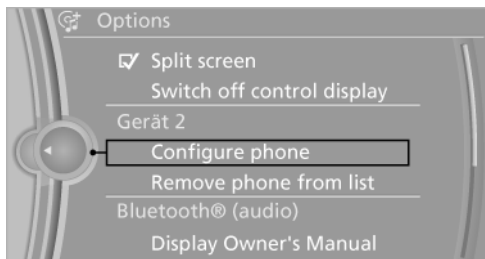 Options
Split screen
Switch off control display
Gerät 2
Configure phone
Remove phone from list
Bluetooth® (audio)
Display Owner's Manual